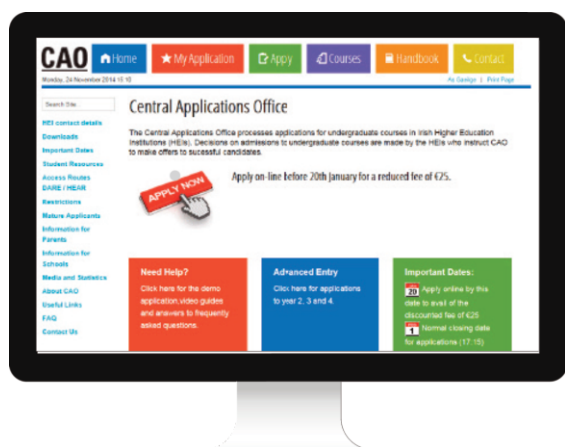 CAO
Home
My Application
Appy
Courses
Handbook
Contact
Monday, 24 November 2014 15 10
As Gaeilge | Print Page
Search Site
HEI contact details
Downloads
Important Dates
Student Resources
Access Routes
DARE / HEAR
Restrictions
Mature Applicants
Information for
Parents
Information for
Schools
Media and Statistics
About CAO
Useful Links
FAQ
Contact Us
Central Applications Office
The Central Applications Office processes applications for undergraduate courses in Irish Higher Education
Institutions (HEIs). Decisions on admissions to undergraduate courses are made by the HEIs who instruct CAO
to make offers to sucessful candidates.
APPLY NOW
Apply on-line before 20th January for a reduced fee of €25.
Need Help?
Click here for the demo
application,video guides
and answers to frequently
asked questions.
Advanced Entry
Click here for applications
to year 2, 3 and 4.
Important Dates:
20 Apply online by this
date to avail of the
discounted fee of €25
1 Normal closing date
for applications (17:15)